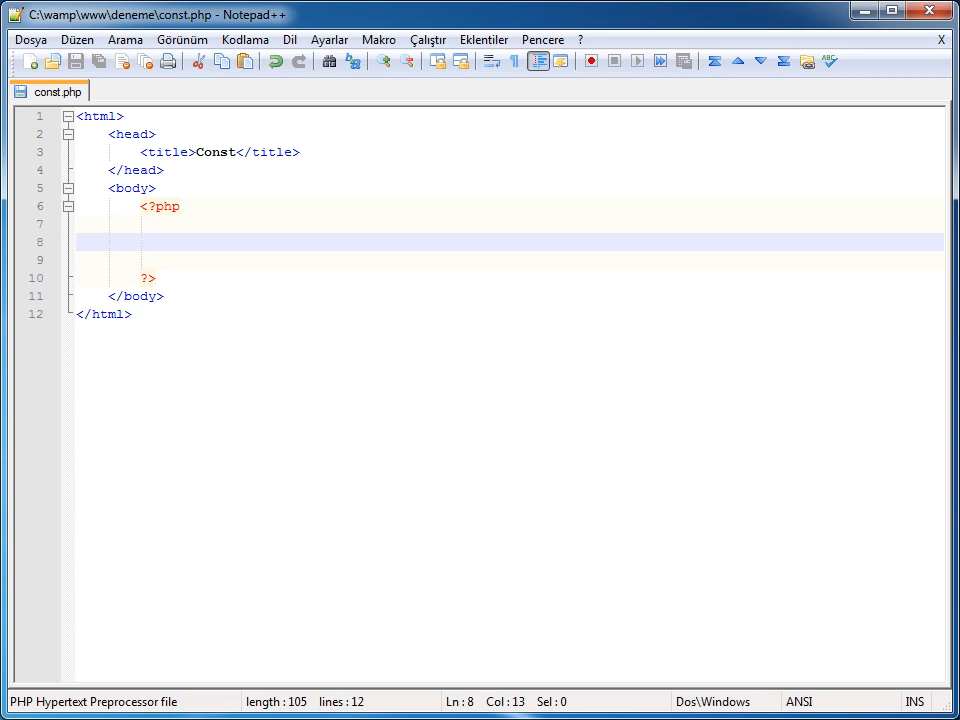 C:\wamp\www\deneme\const.php - Notepad++
Dosya Düzen Arama Görünüm Kodlama Dil Ayarlar Makro Çalıştır Eklentiler Pencere ? X
const.php
1 <html>
2 <head>
3 <title>Const</title>
4 </head>
5 <body>
6 <?php
7
8
9
10 ?>
11 </body>
12 </html>
PHP Hypertext Preprocessor file length : 105 lines : 12 Ln : 8 Col : 13 Sel : 0 Dos\Windows ANSI INS